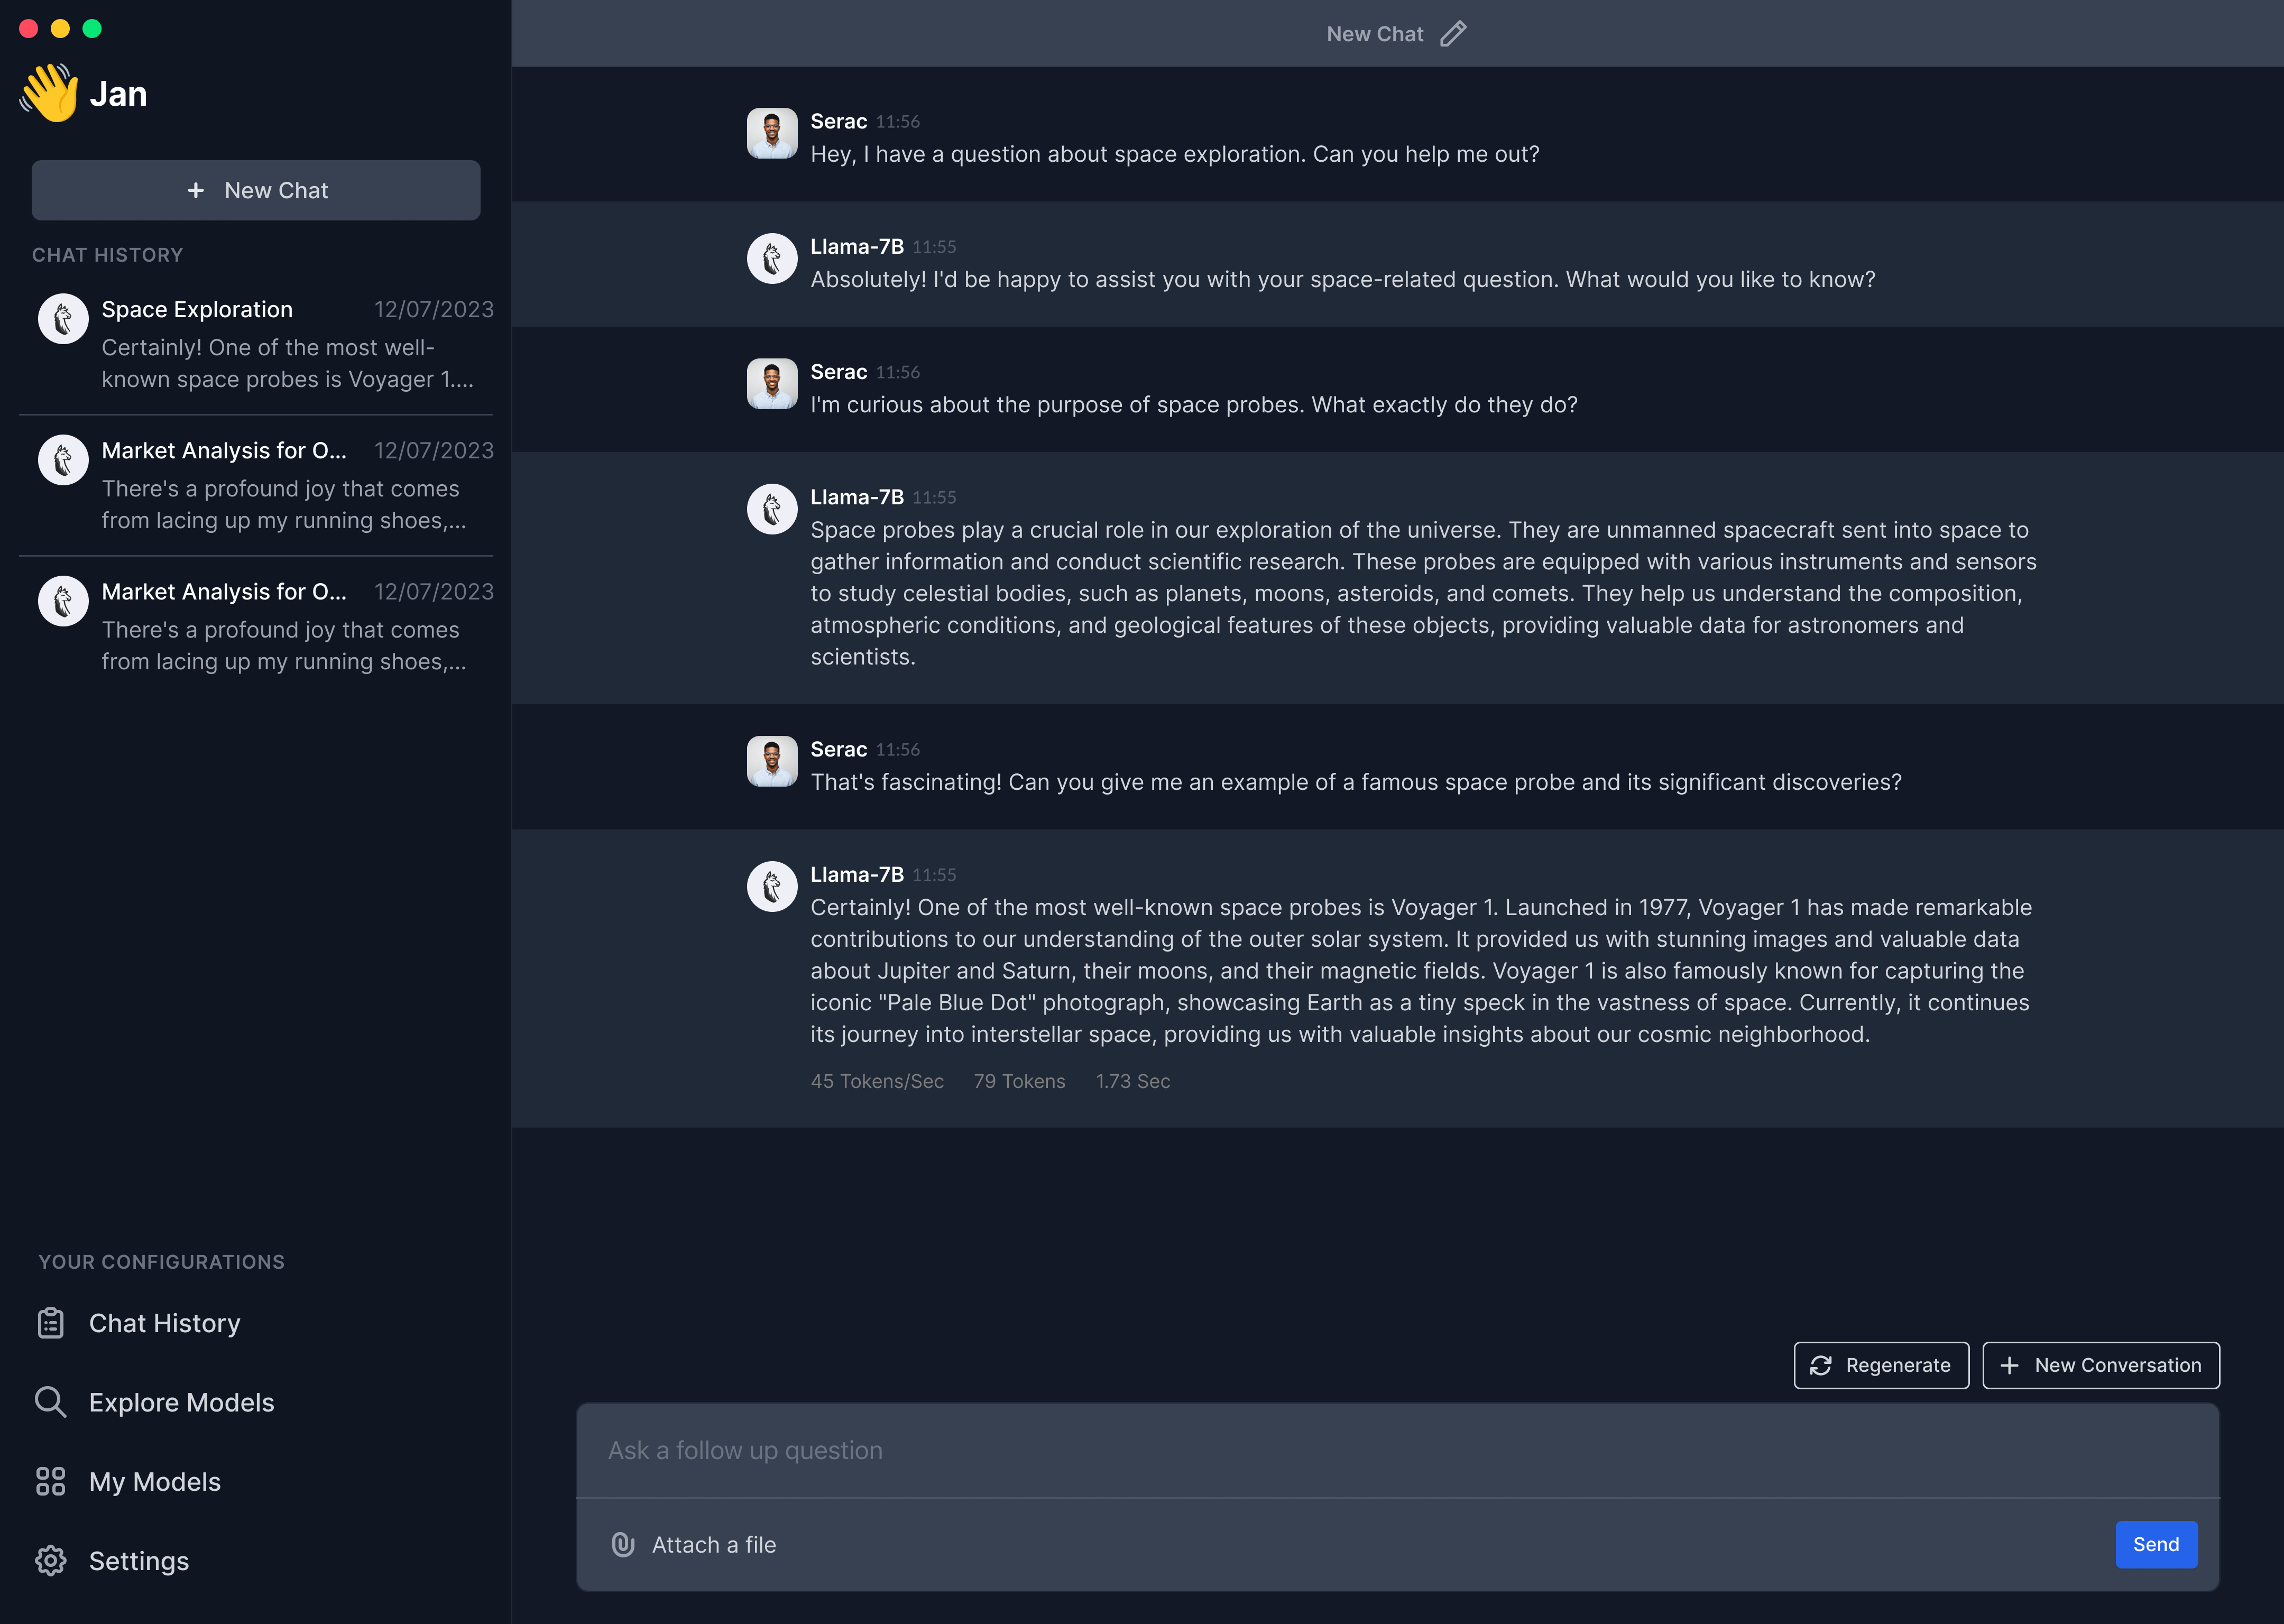 Jan
+ New Chat
CHAT HISTORY
Space Exploration 12/07/2023
Certainly! One of the most well-
known space probes is Voyager 1....
Market Analysis for O... 12/07/2023
There's a profound joy that comes
from lacing up my running shoes,...
Market Analysis for O... 12/07/2023
There's a profound joy that comes
from lacing up my running shoes,...
YOUR CONFIGURATIONS
Chat History
Explore Models
My Models
Settings
New Chat
Serac 11:56
Hey, I have a question about space exploration. Can you help me out?
Llama-7B 11:55
Absolutely! I'd be happy to assist you with your space-related question. What would you like to know?
Serac 11:56
I'm curious about the purpose of space probes. What exactly do they do?
Llama-7B 11:55
Space probes play a crucial role in our exploration of the universe. They are unmanned spacecraft sent into space to
gather information and conduct scientific research. These probes are equipped with various instruments and sensors
to study celestial bodies, such as planets, moons, asteroids, and comets. They help us understand the composition,
atmospheric conditions, and geological features of these objects, providing valuable data for astronomers and
scientists.
Serac 11:56
That's fascinating! Can you give me an example of a famous space probe and its significant discoveries?
Llama-7B 11:55
Certainly! One of the most well-known space probes is Voyager 1. Launched in 1977, Voyager 1 has made remarkable
contributions to our understanding of the outer solar system. It provided us with stunning images and valuable data
about Jupiter and Saturn, their moons, and their magnetic fields. Voyager 1 is also famously known for capturing the
iconic "Pale Blue Dot" photograph, showcasing Earth as a tiny speck in the vastness of space. Currently, it continues
its journey into interstellar space, providing us with valuable insights about our cosmic neighborhood.
45 Tokens/Sec 79 Tokens 1.73 Sec
Regenerate + New Conversation
Ask a follow up question
Attach a file
Send